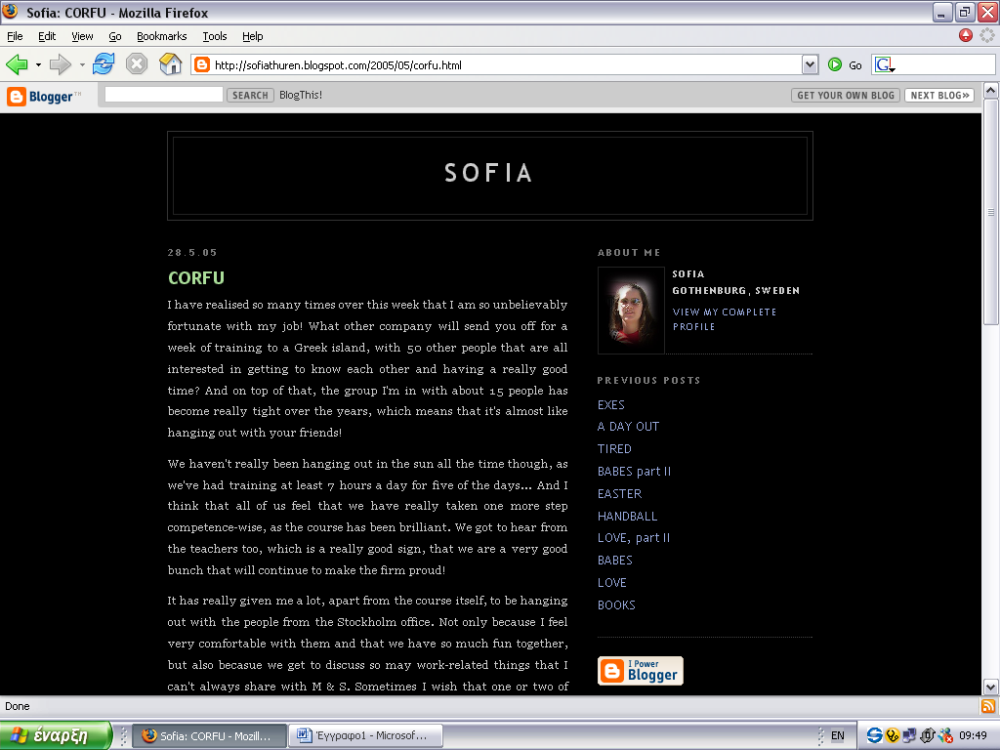 Sofia: CORFU - Mozilla Firefox
File Edit View Go Bookmarks Tools Help
http://sofiathuren.blogspot.com/2005/05/corfu.html Go G
Blogger™ SEARCH BlogThis! GET YOUR OWN BLOG NEXT BLOG»
SOFIA
28.5.05
CORFU
I have realised so many times over this week that I am so unbelievably
fortunate with my job! What other company will send you off for a
week of training to a Greek island, with 50 other people that are all
interested in getting to know each other and having a really good
time? And on top of that, the group I'm in with about 15 people has
become really tight over the years, which means that it's almost like
hanging out with your friends!
We haven't really been hanging out in the sun all the time though, as
we've had training at least 7 hours a day for five of the days... And I
think that all of us feel that we have really taken one more step
competence-wise, as the course has been brilliant. We got to hear from
the teachers too, which is a really good sign, that we are a very good
bunch that will continue to make the firm proud!
It has really given me a lot, apart from the course itself, to be hanging
out with the people from the Stockholm office. Not only because I feel
very comfortable with them and that we have so much fun together,
but also becasue we get to discuss so may work-related things that I
can't always share with M & S. Sometimes I wish that one or two of
ABOUT ME
SOFIA
GOTHENBURG, SWEDEN
VIEW MY COMPLETE
PROFILE
PREVIOUS POSTS
EXES
A DAY OUT
TIRED
BABES part II
EASTER
HANDBALL
LOVE, part II
BABES
LOVE
BOOKS
I Power
Blogger
Done
έναρξη Sofia: CORFU - Mozill... Έγγραφο1 - Microsof... EN 09:49